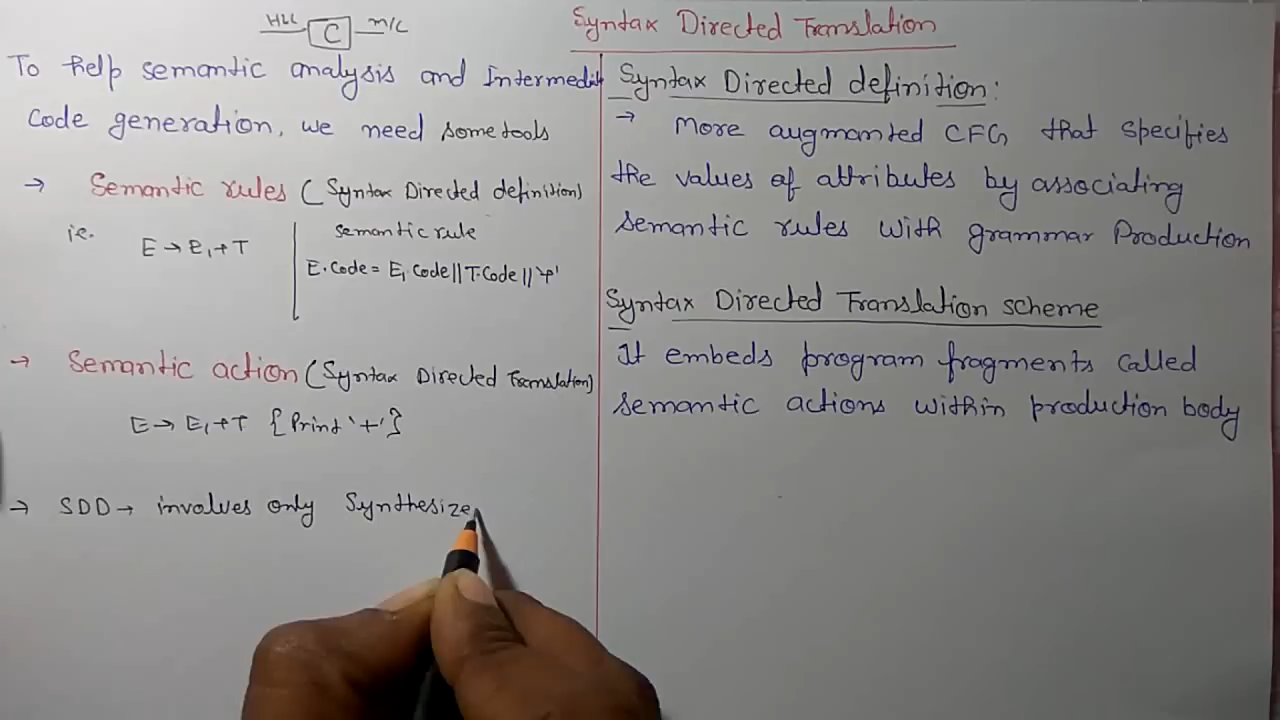 HLL C m/c
Syntax Directed Translation
To help semantic analysis and Intermedi
Code generation, we need some tools
→ Semantic rules (Syntax Directed definition)
ie. E → E₁ + T
semantic rule
E.Code = E₁.Code || T.Code || '+'
→ Semantic action (Syntax Directed Translation)
E → E₁ + T {Print '+'}
→ SDD → involves only Synthesize
Syntax Directed definition:
→ More augmanted CFG that specifies
the values of attributes by associating
semantic rules with grammar Production
Syntax Directed Translation scheme
It embeds program fragments called
semantic actions within production body